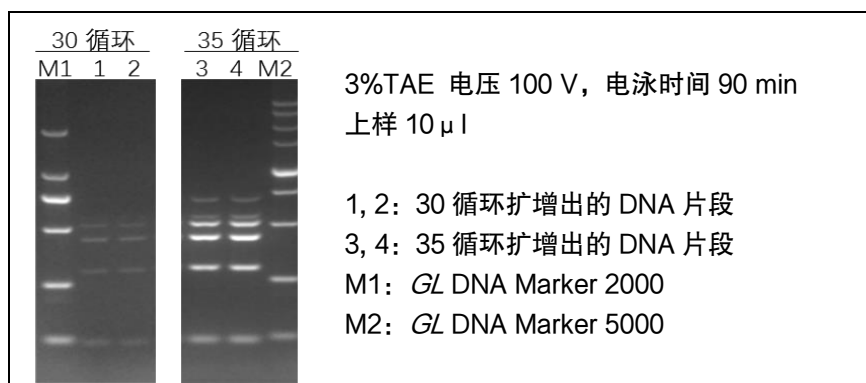 30 循环 35 循环
M1 1 2 3 4 M2
3%TAE 电压 100 V，电泳时间 90 min
上样 10 μl
1, 2：30 循环扩增出的 DNA 片段
3, 4：35 循环扩增出的 DNA 片段
M1：GL DNA Marker 2000
M2：GL DNA Marker 5000